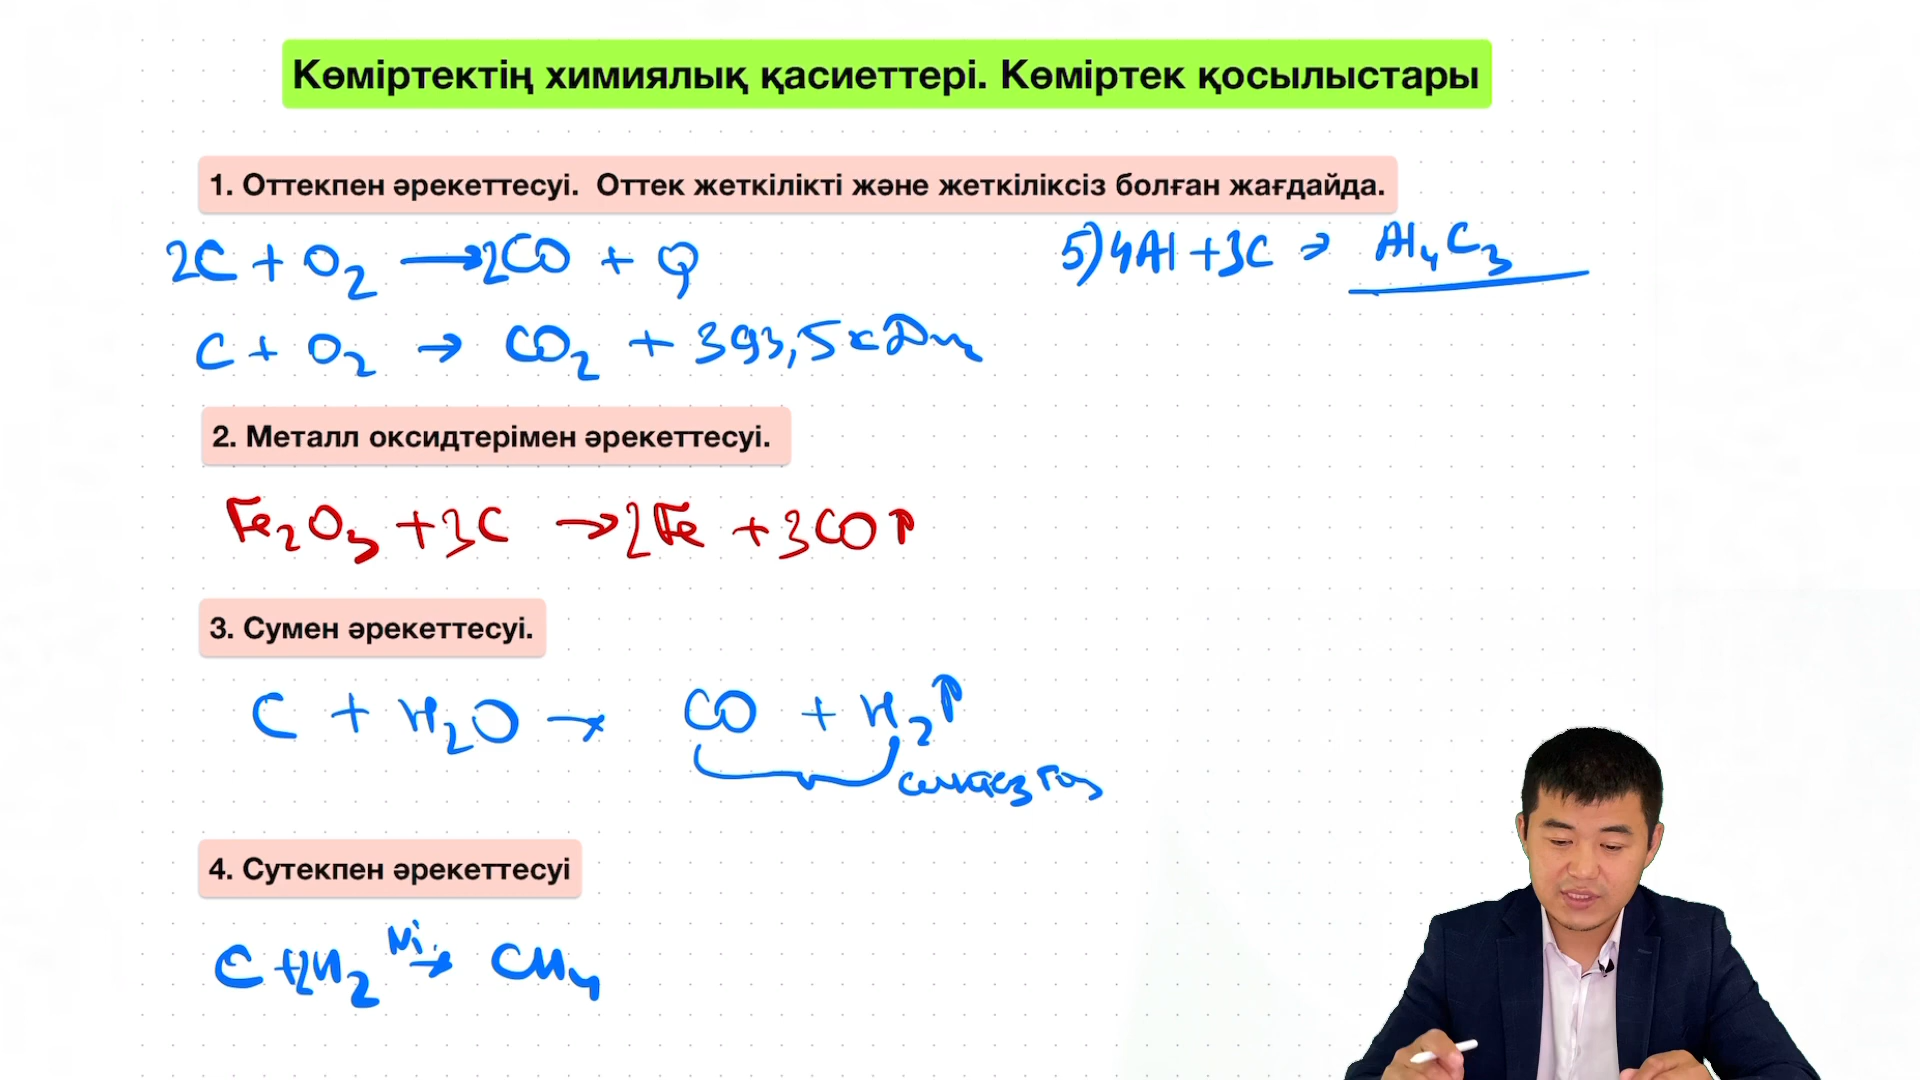 Көміртектің химиялық қасиеттері. Көміртек қосылыстары
1. Оттекпен әрекеттесуі. Оттек жеткілікті және жеткіліксіз болған жағдайда.
2C + O₂ → 2CO + Q
C + O₂ → CO₂ + 393,5 кДж
5) 4Al + 3C → Al₄C₃
2. Металл оксидтерімен әрекеттесуі.
Fe₂O₃ + 3C → 2Fe + 3CO↑
3. Сумен әрекеттесуі.
C + H₂O → CO + H₂↑
газ
4. Сутекпен әрекеттесуі
C + 2H₂ Ni→ CH₄